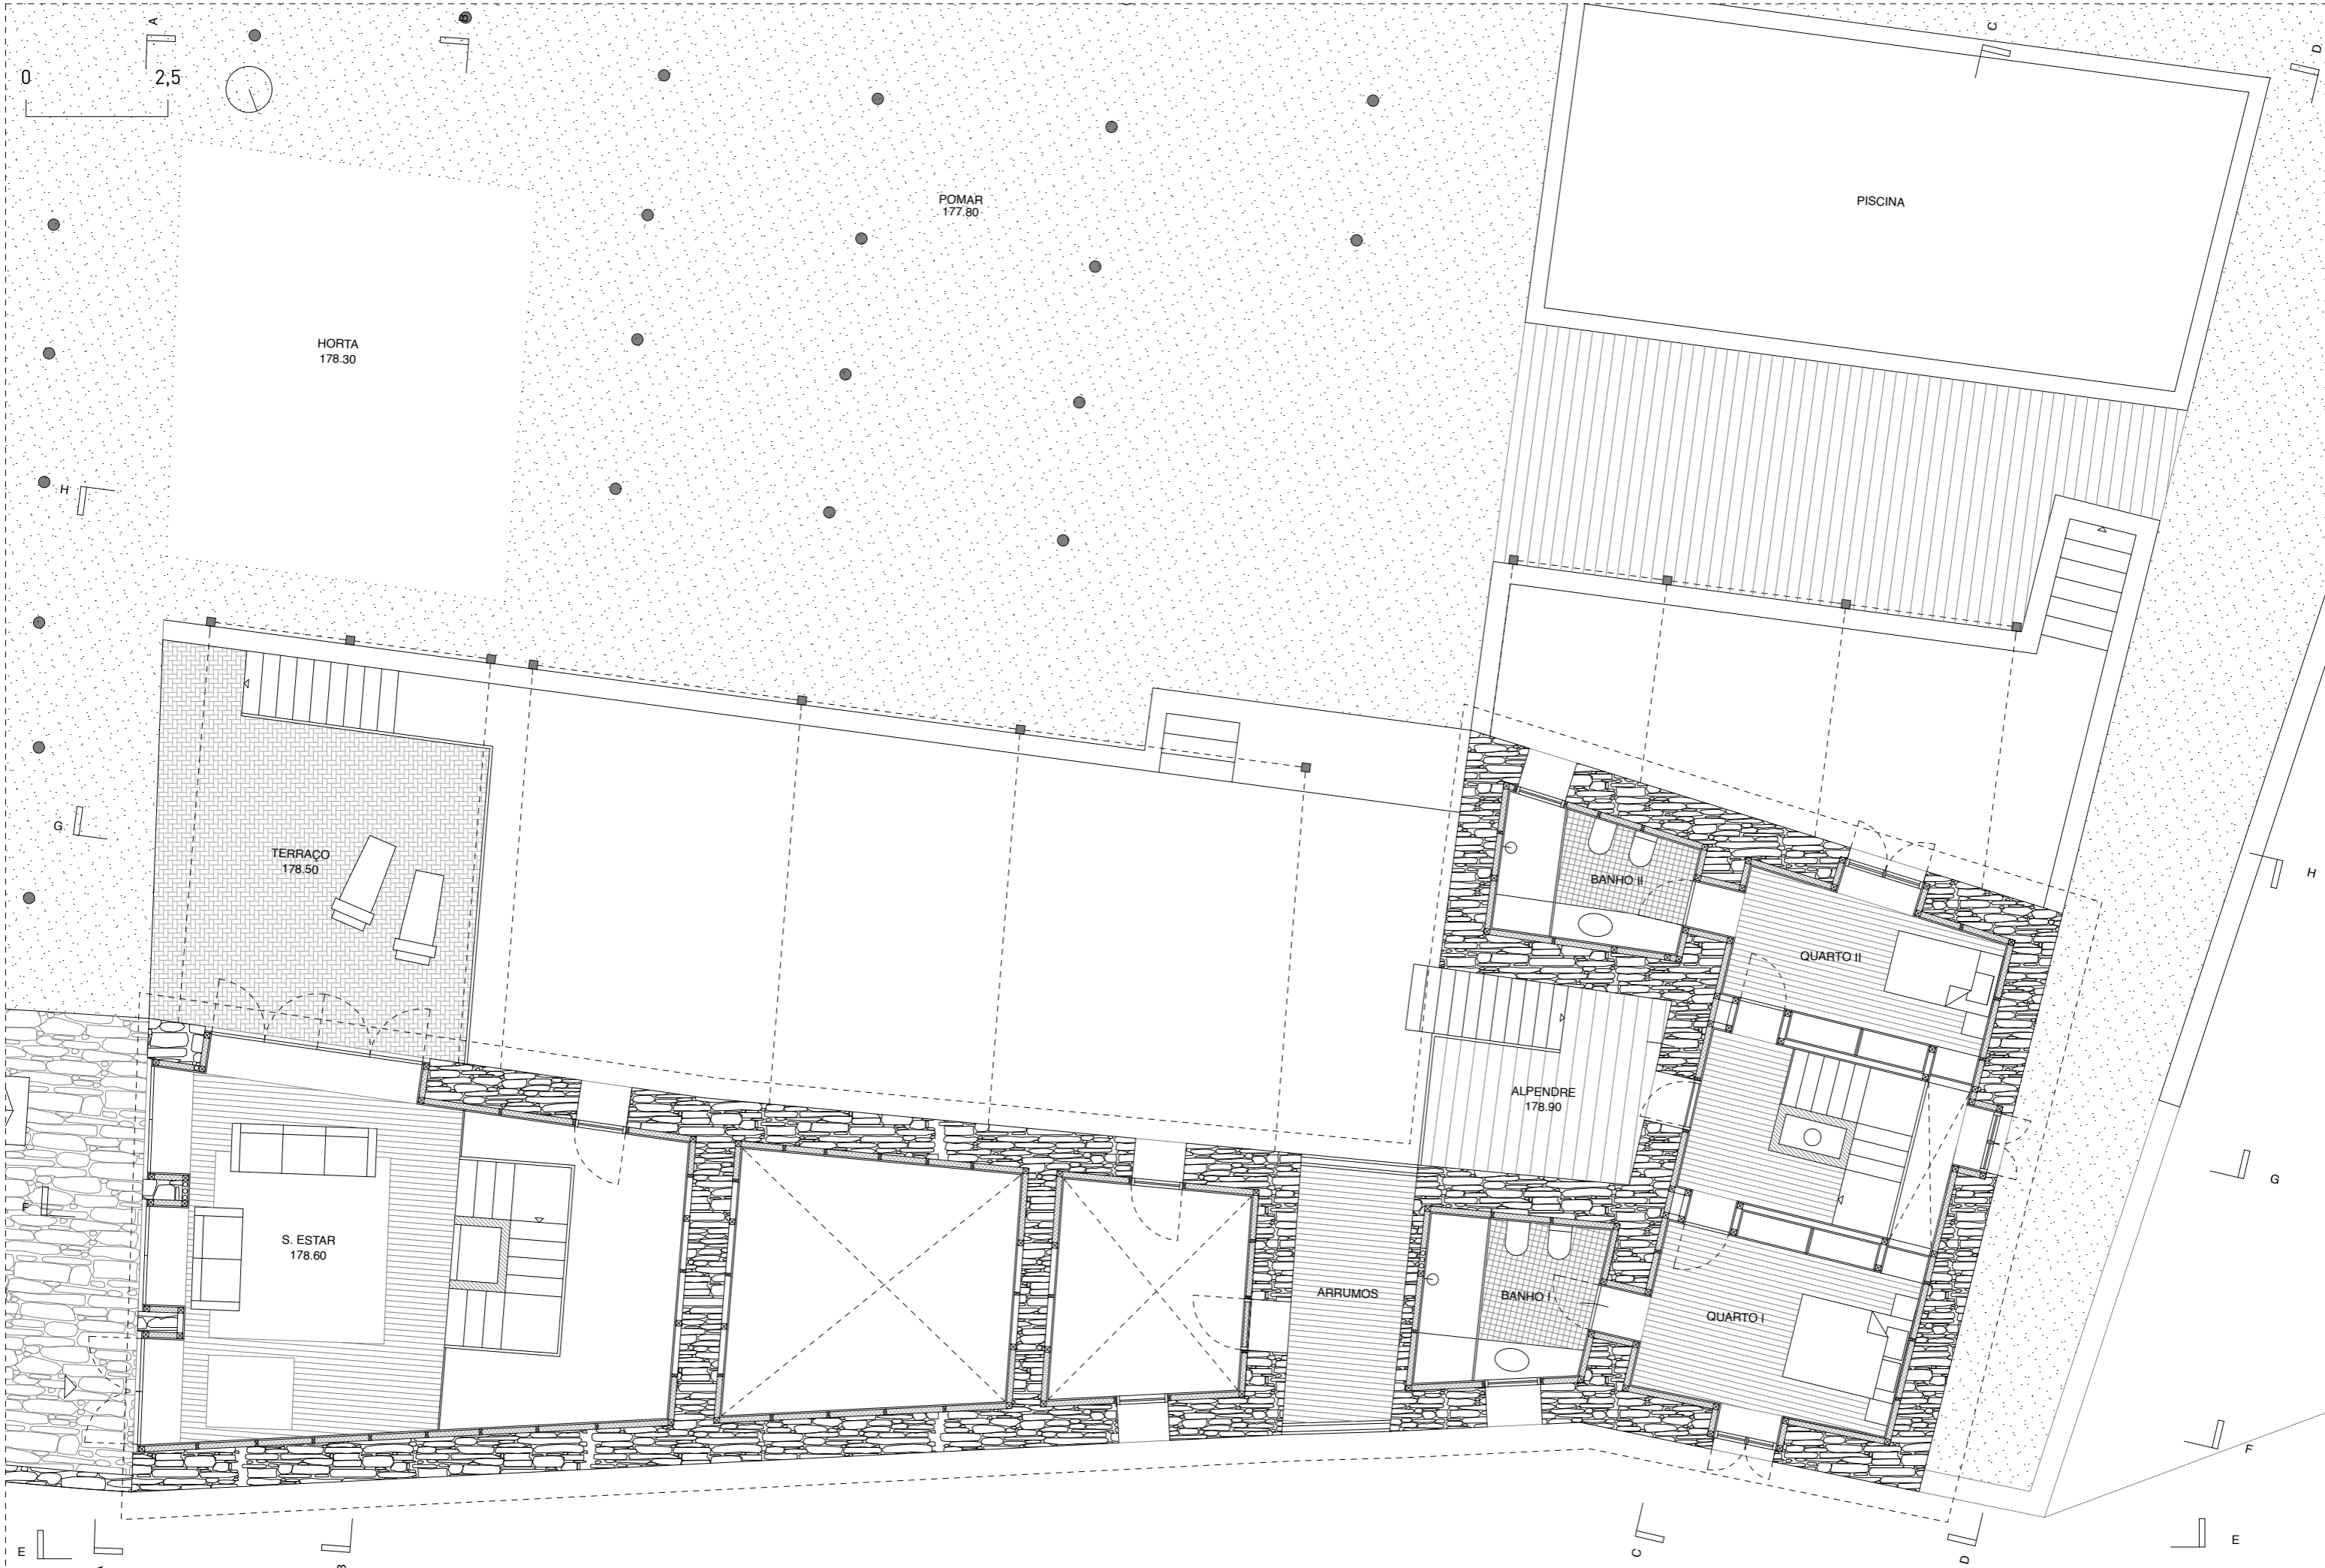 A
B
C
D
0
2,5
POMAR
177.80
PISCINA
HORTA
178.30
H
G
TERRAÇO
178.50
BANHO II
H
QUARTO II
ALPENDRE
178.90
G
F
S. ESTAR
178.60
ARRUMOS
BANHO I
QUARTO I
F
E
A
B
C
D
E